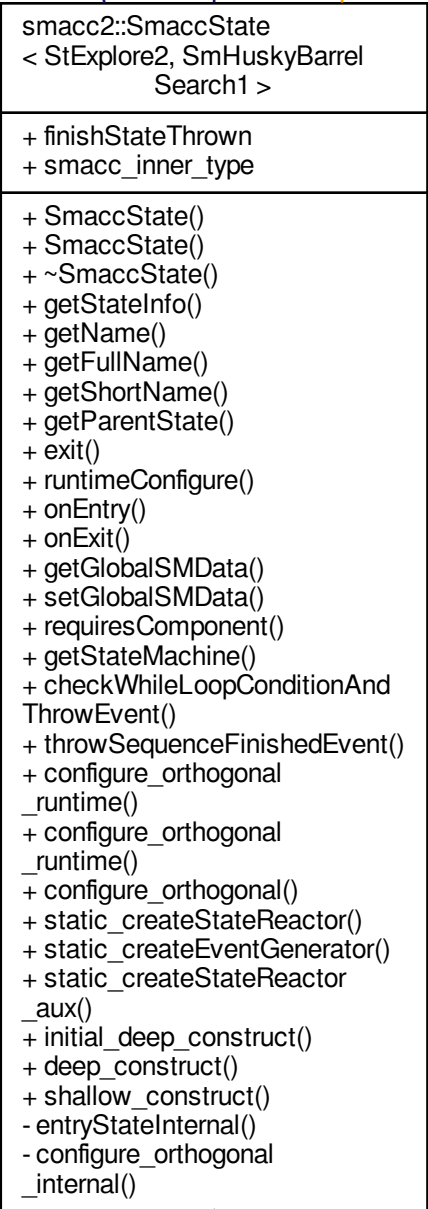 smacc2::SmaccState
< StExplore2, SmHuskyBarrel
Search1 >
+ finishStateThrown
+ smacc_inner_type
+ SmaccState()
+ SmaccState()
+ ~SmaccState()
+ getStateInfo()
+ getName()
+ getFullName()
+ getShortName()
+ getParentState()
+ exit()
+ runtimeConfigure()
+ onEntry()
+ onExit()
+ getGlobalSMData()
+ setGlobalSMData()
+ requiresComponent()
+ getStateMachine()
+ checkWhileLoopConditionAnd
ThrowEvent()
+ throwSequenceFinishedEvent()
+ configure_orthogonal
_runtime()
+ configure_orthogonal
_runtime()
+ configure_orthogonal()
+ static_createStateReactor()
+ static_createEventGenerator()
+ static_createStateReactor
_aux()
+ initial_deep_construct()
+ deep_construct()
+ shallow_construct()
- entryStateInternal()
- configure_orthogonal
_internal()